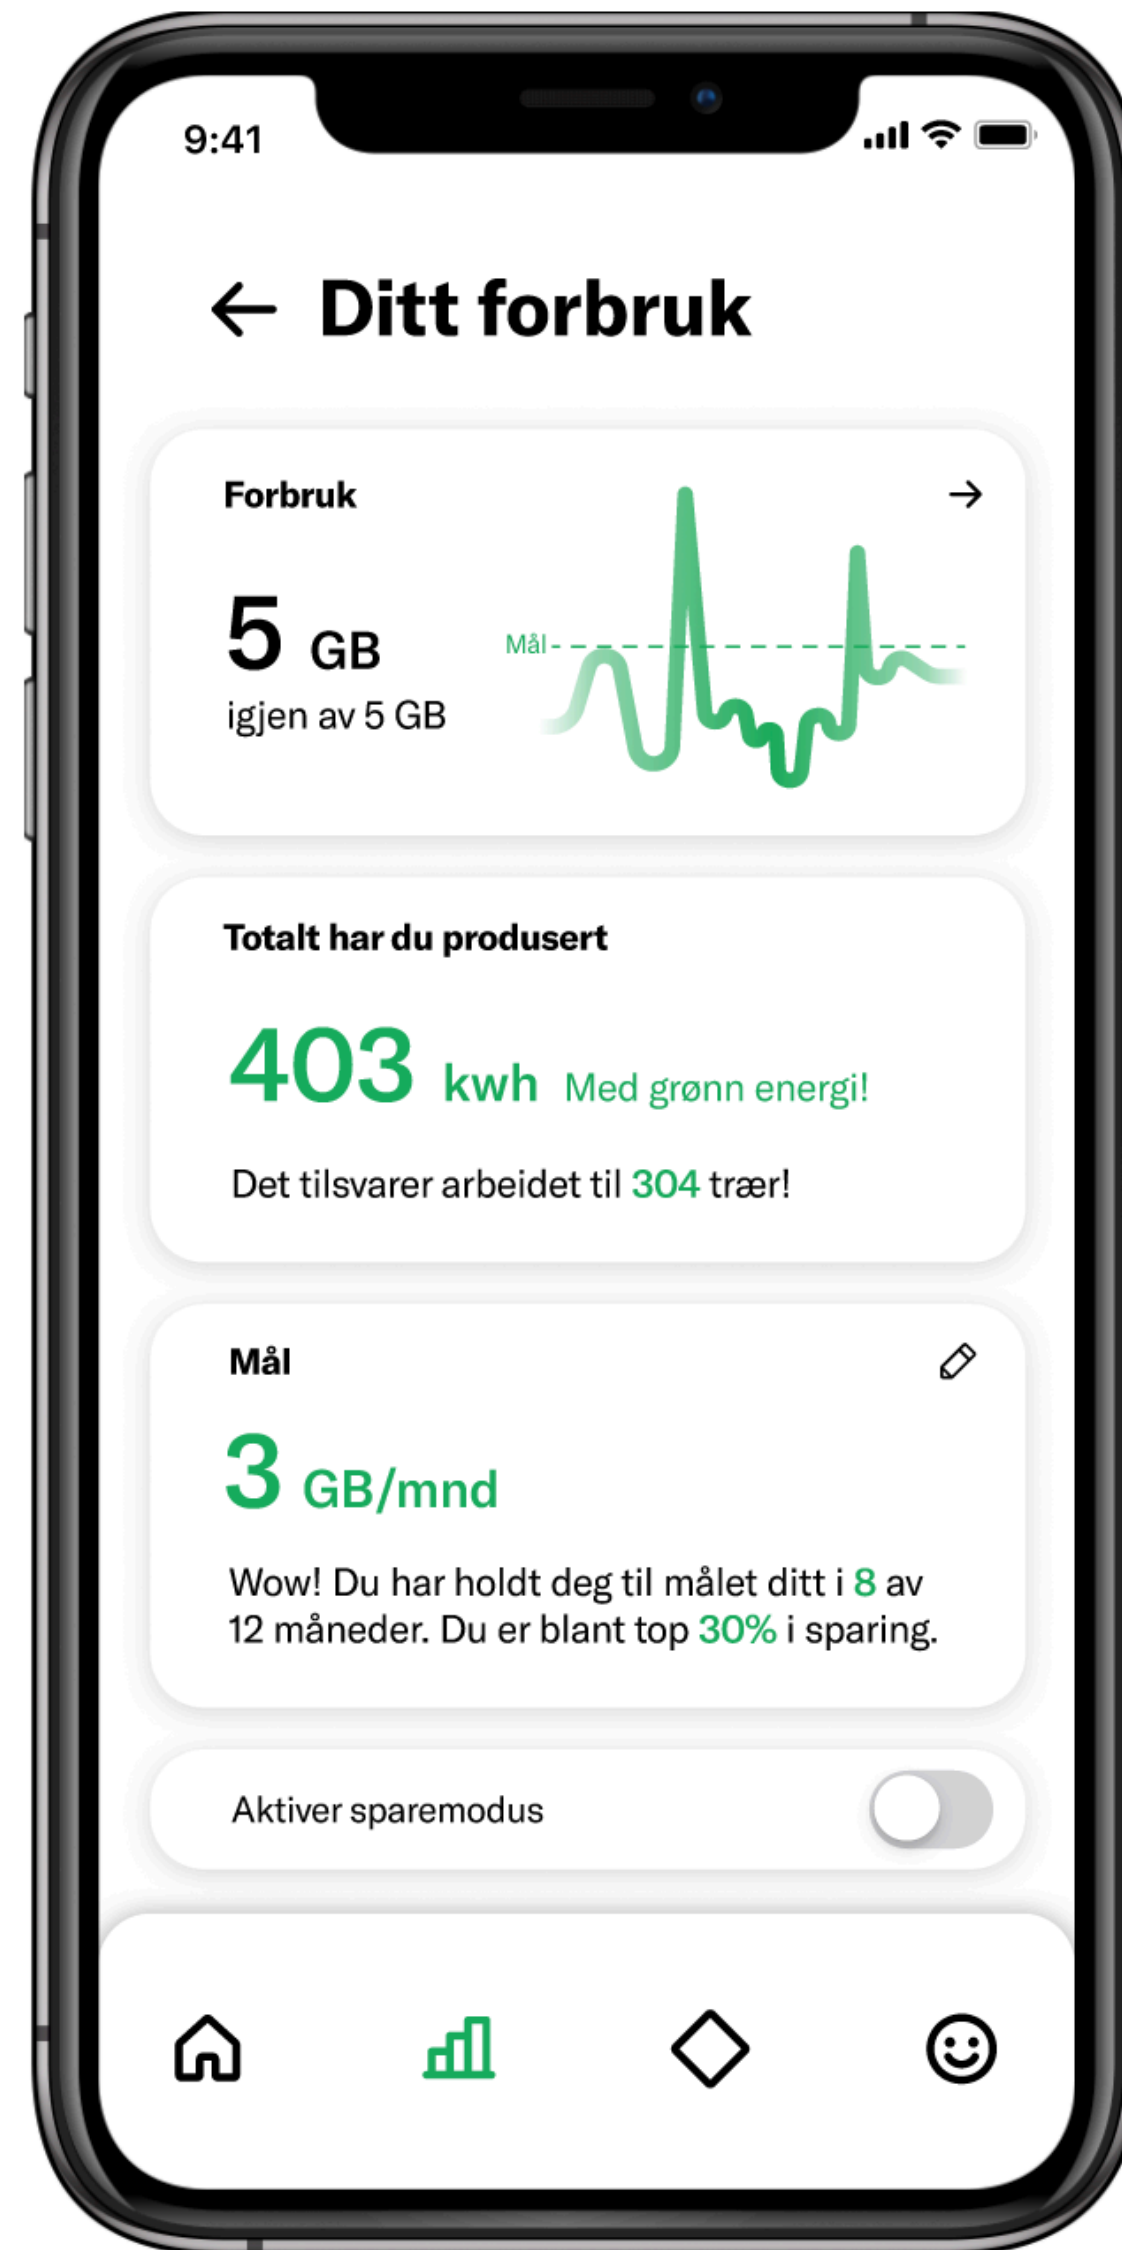 9:41
Ditt forbruk
Forbruk
5 GB
igjen av 5 GB
Mål
Totalt har du produsert
403 kwh Med grønn energi!
Det tilsvarer arbeidet til 304 trær!
Mål
3 GB/mnd
Wow! Du har holdt deg til målet ditt i 8 av
12 måneder. Du er blant top 30% i sparing.
Aktiver sparemodus